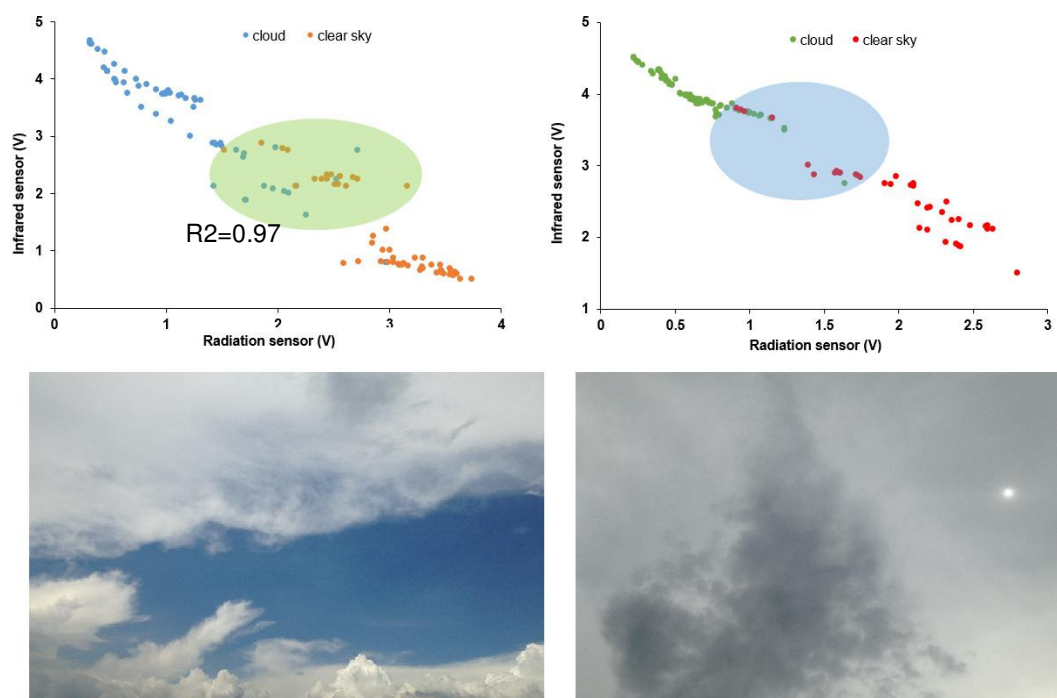 5
4
3
2
1
0
Infrared sensor (V)
cloud
clear sky
R2=0.97
0
1
2
3
4
Radiation sensor (V)
5
4
3
2
1
Infrared sensor (V)
cloud
clear sky
0
0.5
1
1.5
2
2.5
3
Radiation sensor (V)